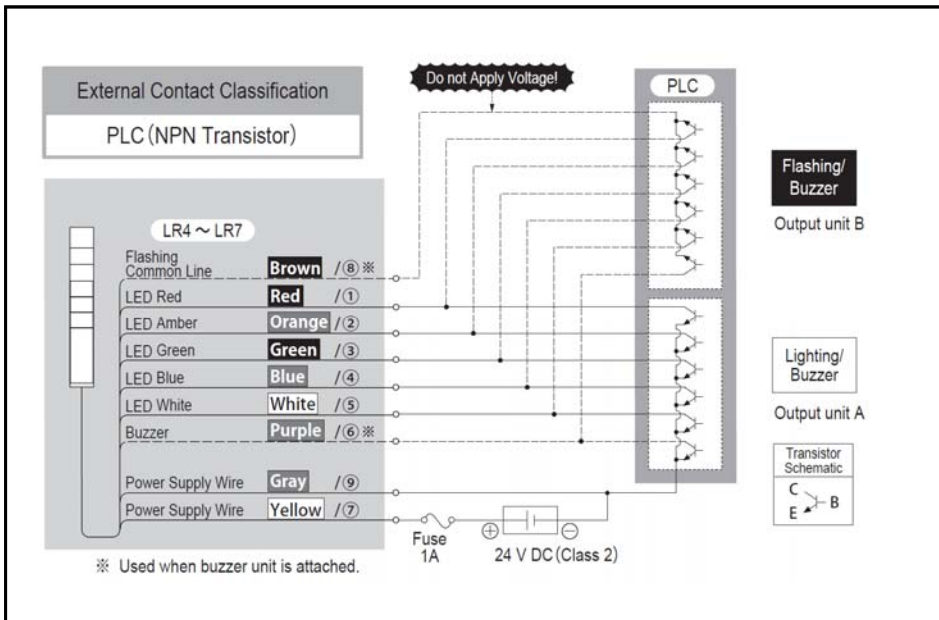 External Contact Classification
PLC (NPN Transistor)
Do not Apply Voltage!
PLC
Flashing/
Buzzer
Output unit B
LR4 ~ LR7
Flashing
Common Line Brown /⑧ ※
LED Red Red /①
LED Amber Orange /②
LED Green Green /③
LED Blue Blue /④
LED White White /⑤
Buzzer Purple /⑥ ※
Power Supply Wire Gray /⑨
Power Supply Wire Yellow /⑦
Lighting/
Buzzer
Output unit A
Transistor
Schematic
C
B
E
Fuse
1A
⊕ ⊖
24 V DC (Class 2)
※ Used when buzzer unit is attached.